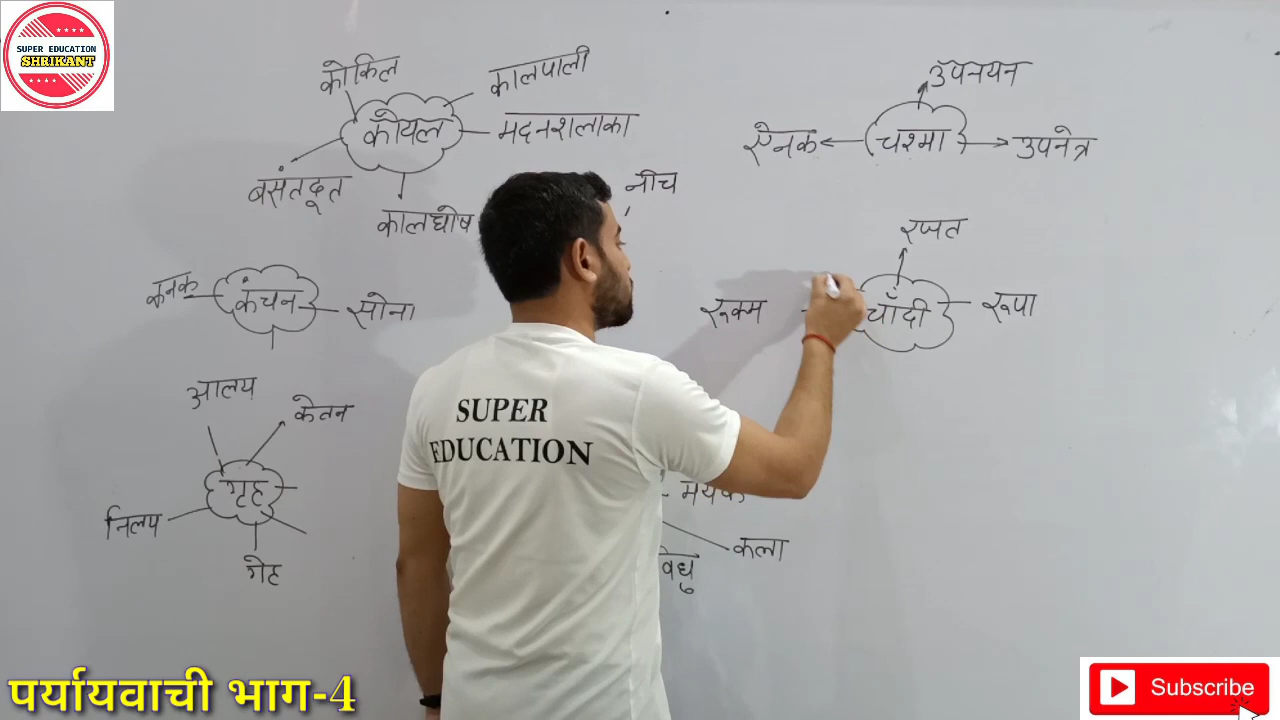 SUPER EDUCATION
SHRIKANT
कोकिल
कालपाली
कोयल
मदनशलाका
बसंतदूत
कालघोष
नीच
उपनयन
ऐनक
चश्मा
उपनेत्र
रजत
रूक्म
चाँदी
रूपा
कनक
कंचन
सोना
आलय
केतन
गृह
निलय
गेह
SUPER
EDUCATION
कला
पर्यायवाची भाग-4
Subscribe